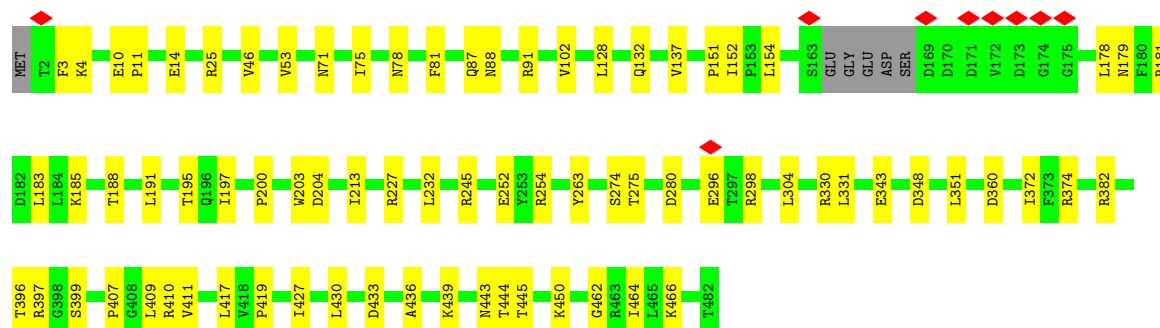 MET T2 F3 K4 E10 P11 E14 R25 V46 V53 N71 I75 N78 F81 Q87 N88 R91 V102 L128 Q132 V137 P151 I152 P153 L154 S163 GLU GLY GLU ASP SER D169 D170 D171 V172 D173 G174 G175 L178 N179 F180 R181
D182 L183 L184 K185 T188 L191 T195 Q196 I197 P200 W203 D204 I213 R227 L232 R245 E252 Y253 R254 Y263 S274 T275 D280 E296 T297 R298 L304 R330 L331 E343 D348 L351 D360 I372 F373 R374 R382
T396 R397 G398 S399 P407 G408 L409 R410 V411 L417 V418 P419 I427 L430 D433 A436 K439 N443 T444 T445 K450 G462 R463 I464 L465 K466 T482